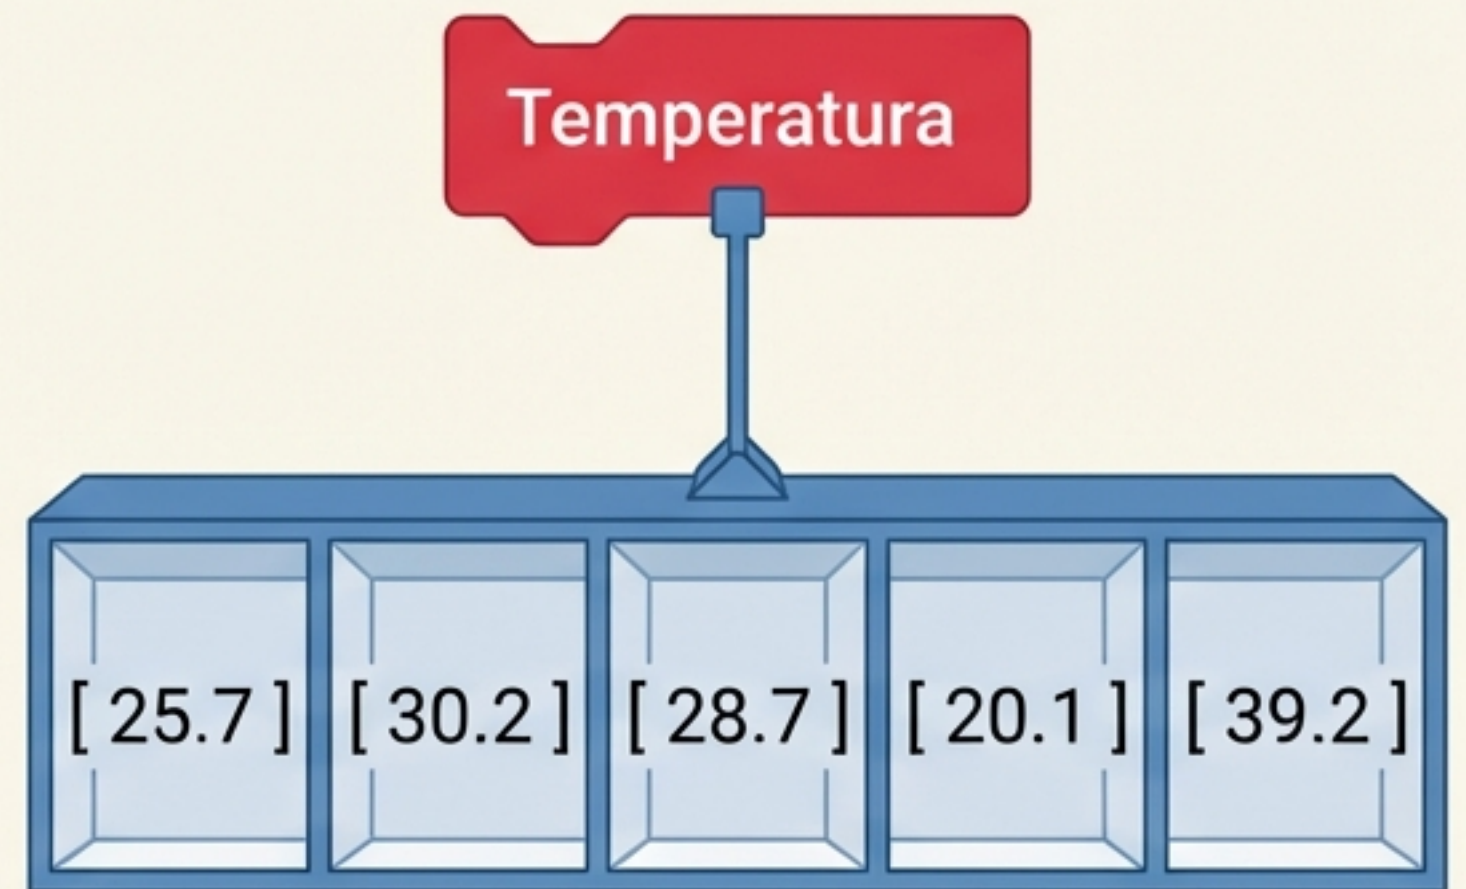 Temperatura
[ 25.7 ] [ 30.2 ] [ 28.7 ] [ 20.1 ] [ 39.2 ]